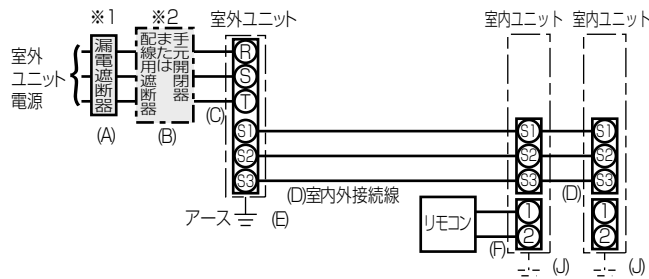 ※1
※2
室外ユニット
室内ユニット
室内ユニット
室外
ユニット
電源
漏電遮断器
手元開閉器
または
配線用遮断器
R
S
T
(A)
(B)
(C)
S1
S2
S3
S1
S2
S3
S1
S2
S3
(D)室内外接続線
(D)
アース
(E)
リモコン
(F)
1
2
1
2
(J)
(J)